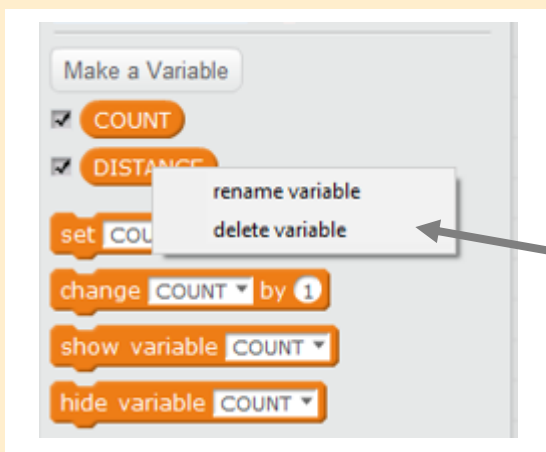 Make a Variable
COUNT
DISTANCE
rename variable
delete variable
set COU
change COUNT by 1
show variable COUNT
hide variable COUNT